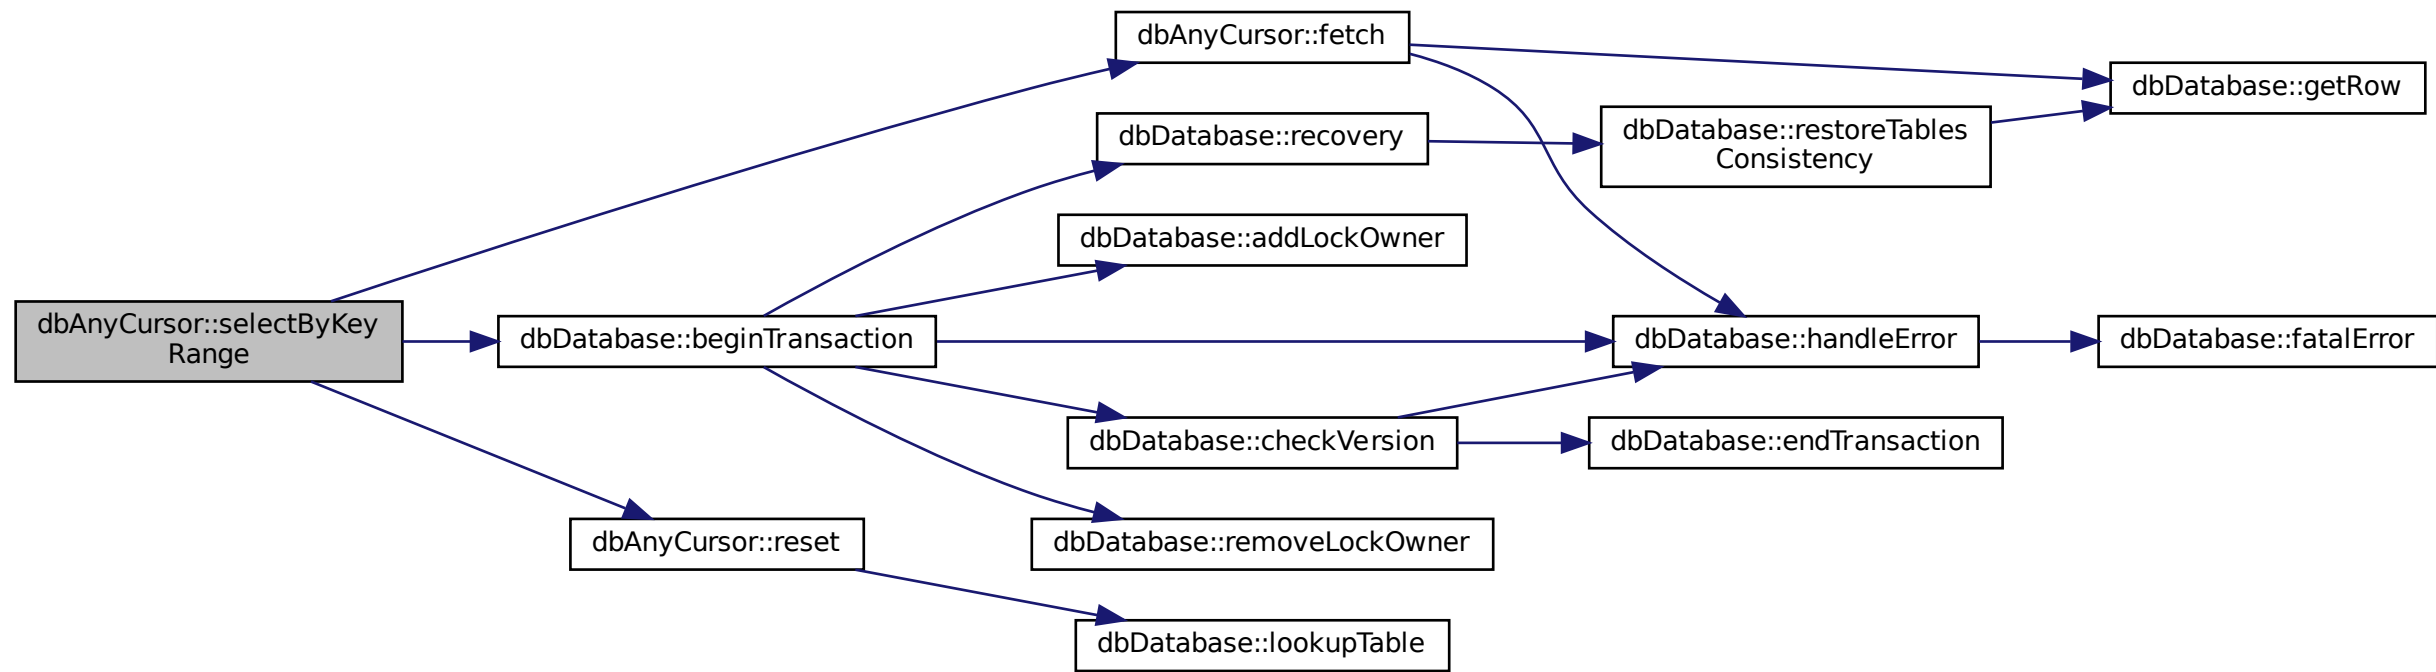 dbAnyCursor::fetch
dbDatabase::getRow
dbDatabase::recovery
dbDatabase::restoreTables
Consistency
dbDatabase::addLockOwner
dbAnyCursor::selectByKey
Range
dbDatabase::beginTransaction
dbDatabase::handleError
dbDatabase::fatalError
dbDatabase::checkVersion
dbDatabase::endTransaction
dbAnyCursor::reset
dbDatabase::removeLockOwner
dbDatabase::lookupTable